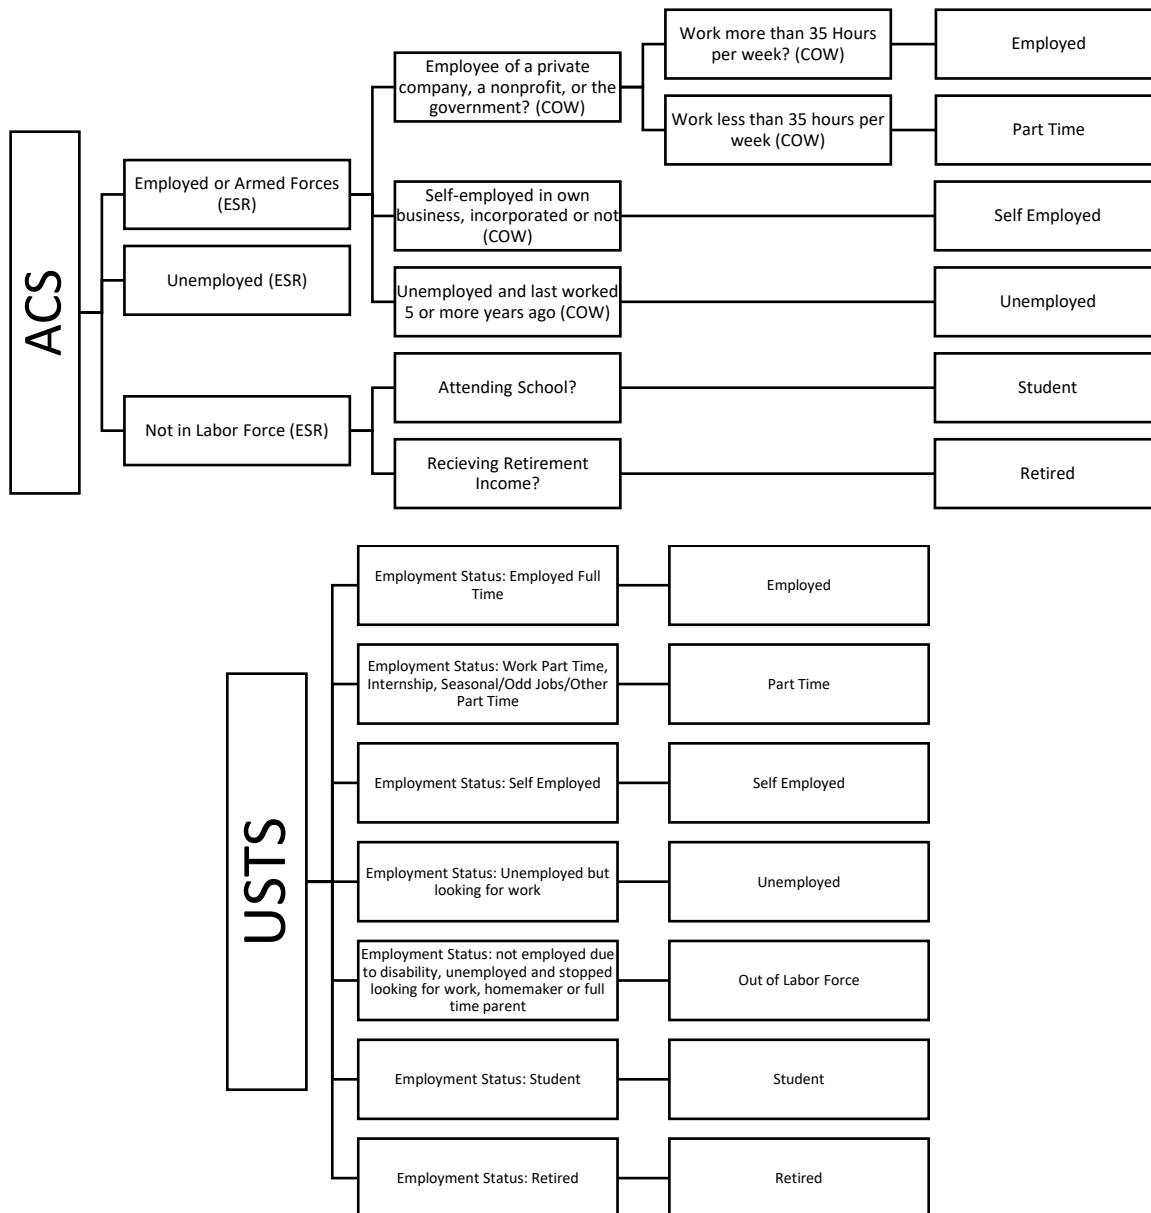 ACS
Employed or Armed Forces
(ESR)
Unemployed (ESR)
Not in Labor Force (ESR)
Employee of a private
company, a nonprofit, or the
government? (COW)
Self-employed in own
business, incorporated or not
(COW)
Unemployed and last worked
5 or more years ago (COW)
Attending School?
Recieving Retirement
Income?
Work more than 35 Hours
per week? (COW)
Work less than 35 hours per
week (COW)
Employed
Part Time
Self Employed
Unemployed
Student
Retired
USTS
Employment Status: Employed Full
Time
Employed
Employment Status: Work Part Time,
Internship, Seasonal/Odd Jobs/Other
Part Time
Part Time
Employment Status: Self Employed
Self Employed
Employment Status: Unemployed but
looking for work
Unemployed
Employment Status: not employed due
to disability, unemployed and stopped
looking for work, homemaker or full
time parent
Out of Labor Force
Employment Status: Student
Student
Employment Status: Retired
Retired